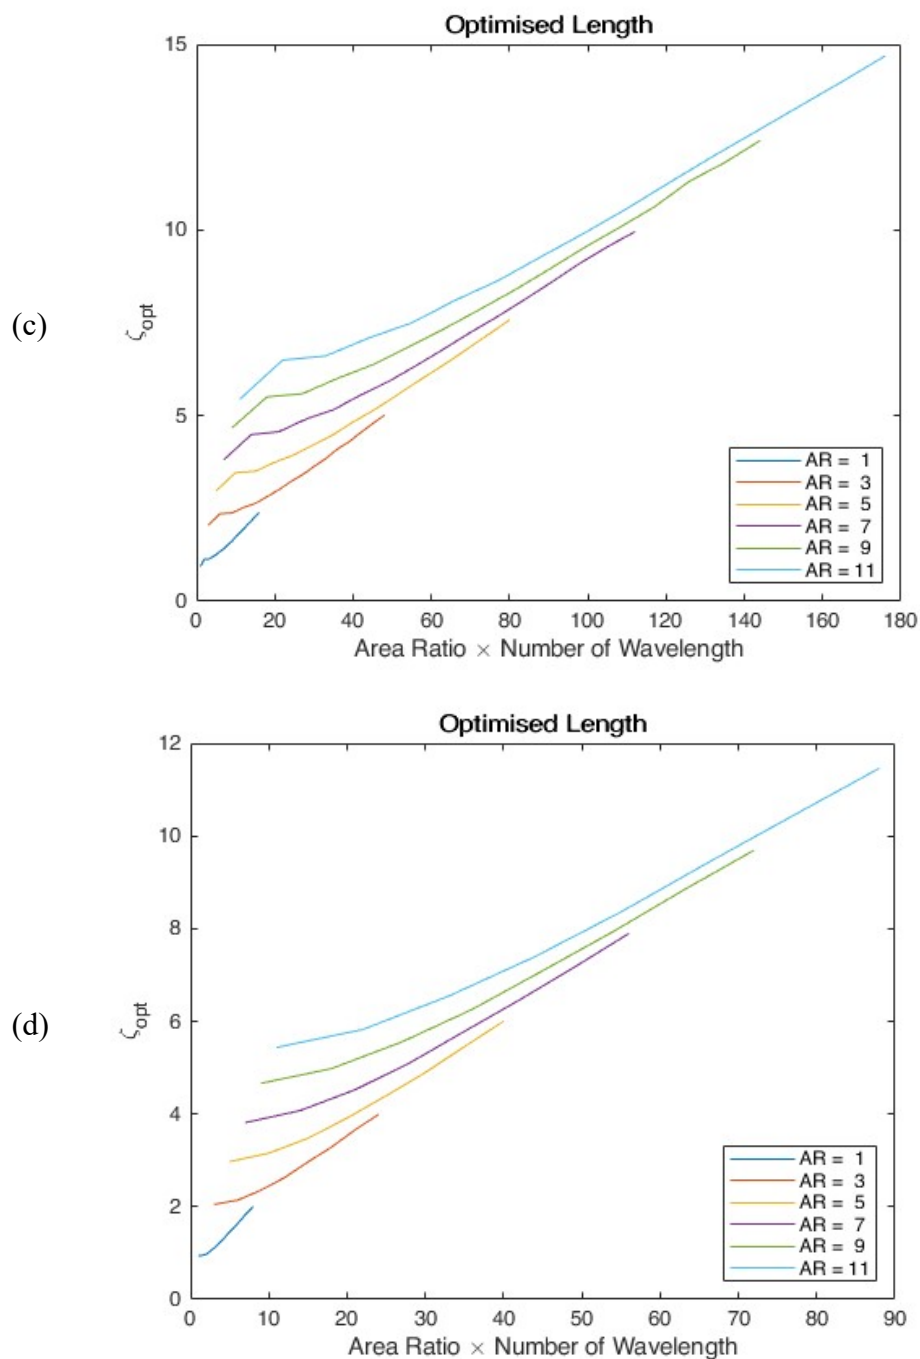 Optimised Length
15
10
5
0
(c)
ζopt
AR = 1
AR = 3
AR = 5
AR = 7
AR = 9
AR = 11
0 20 40 60 80 100 120 140 160 180
Area Ratio × Number of Wavelength
Optimised Length
12
10
8
6
4
2
0
(d)
ζopt
AR = 1
AR = 3
AR = 5
AR = 7
AR = 9
AR = 11
0 10 20 30 40 50 60 70 80 90
Area Ratio × Number of Wavelength